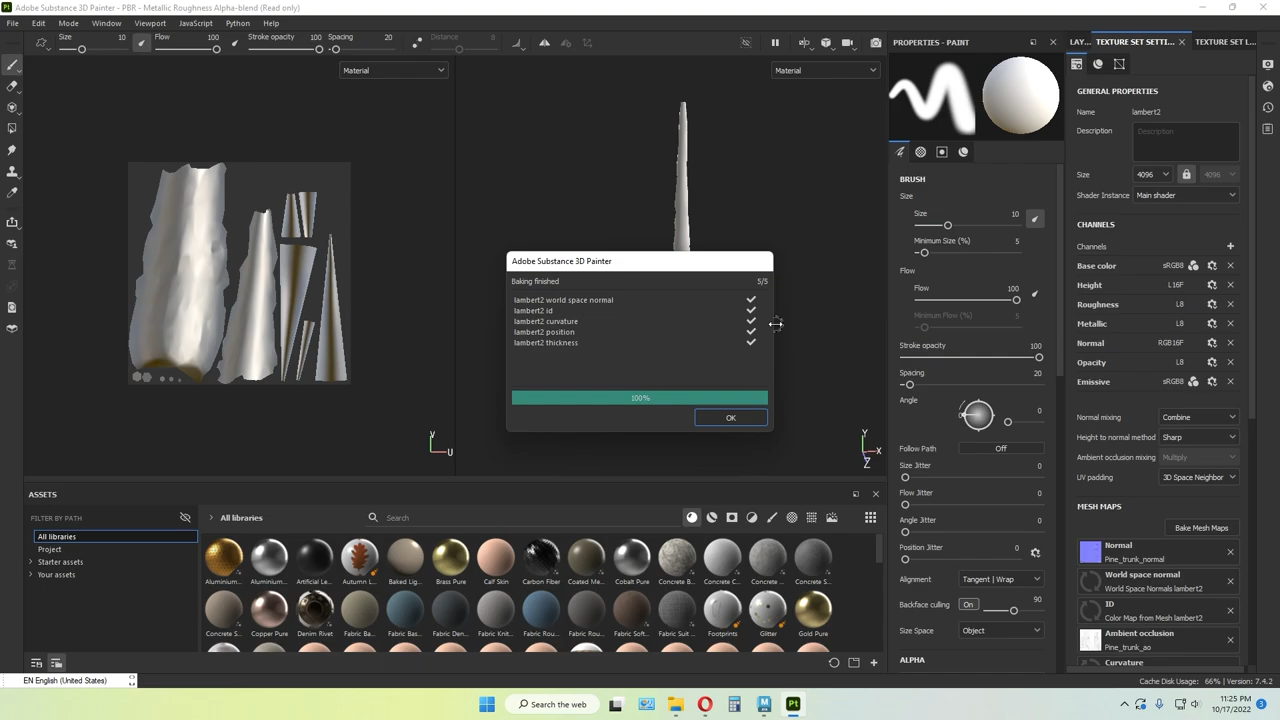 Adobe Substance 3D Painter - PBR - Metallic Roughness Alpha-blend (Read only)
File Edit Mode Window Viewport JavaScript Python Help
Size 10 Flow 100 Stroke opacity 100 Spacing 20 Distance 8
Material
Material
PROPERTIES - PAINT
LAY... TEXTURE SET SETTI... TEXTURE SET L...
GENERAL PROPERTIES
Name lambert2
Description Description
Size 4096 4096
Shader Instance Main shader
CHANNELS
Channels
Base color sRGB8
Height L16F
Roughness L8
Metallic L8
Normal RGB16F
Opacity L8
Emissive sRGB8
Normal mixing Combine
Height to normal method Sharp
Ambient occlusion mixing Multiply
UV padding 3D Space Neighbor
MESH MAPS
Bake Mesh Maps
Normal
Pine_trunk_normal
World space normal
World Space Normals lambert2
ID
Color Map from Mesh lambert2
Ambient occlusion
Pine_trunk_ao
Curvature
BRUSH
Size
Size 10
Minimum Size (%) 5
Flow
Flow 100
Minimum Flow (%) 5
Stroke opacity 100
Spacing 20
Angle 0
Follow Path Off
Size Jitter 0
Flow Jitter 0
Angle Jitter 0
Position Jitter 0
Alignment Tangent | Wrap
Backface culling On 90
Size Space Object
ALPHA
Adobe Substance 3D Painter
Baking finished 5/5
lambert2 world space normal
lambert2 id
lambert2 curvature
lambert2 position
lambert2 thickness
100%
OK
V
U
Y
X
Z
ASSETS
FILTER BY PATH
All libraries
Project
Starter assets
Your assets
All libraries Search
Aluminium... Aluminium... Artificial Le... Autumn L... Baked Lig... Brass Pure Calf Skin Carbon Fiber Coated Me... Cobalt Pure Concrete B... Concrete C... Concrete ... Concrete S...
Concrete S... Copper Pure Denim Rivet Fabric Ba... Fabric Bas... Fabric Den... Fabric Knit... Fabric Rou... Fabric Rou... Fabric Soft... Fabric Suit ... Footprints Glitter Gold Pure
EN English (United States)
Cache Disk Usage: 66% | Version: 7.4.2
Search the web
11:25 PM
10/17/2022
3